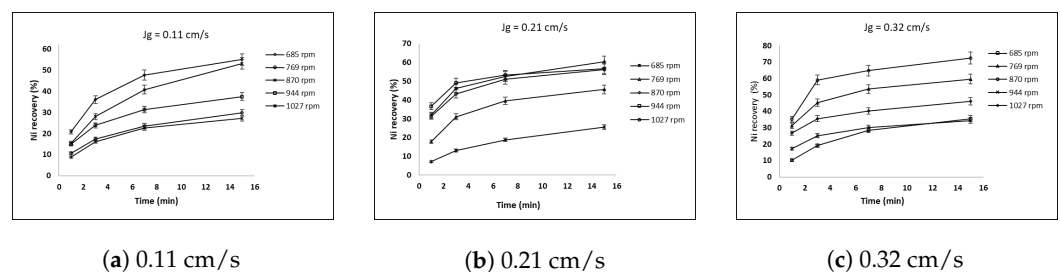 Jg = 0.11 cm/s
60
50
40
30
20
10
0
Ni recovery (%)
0 2 4 6 8 10 12 14 16
Time (min)
685 rpm
769 rpm
870 rpm
944 rpm
1027 rpm
Jg = 0.21 cm/s
70
60
50
40
30
20
10
0
Ni recovery (%)
0 2 4 6 8 10 12 14 16
Time (min)
685 rpm
769 rpm
870 rpm
944 rpm
1027 rpm
Jg = 0.32 cm/s
80
70
60
50
40
30
20
10
0
Ni recovery (%)
0 2 4 6 8 10 12 14 16
Time (min)
685 rpm
769 rpm
870 rpm
944 rpm
1027 rpm
(a) 0.11 cm/s
(b) 0.21 cm/s
(c) 0.32 cm/s